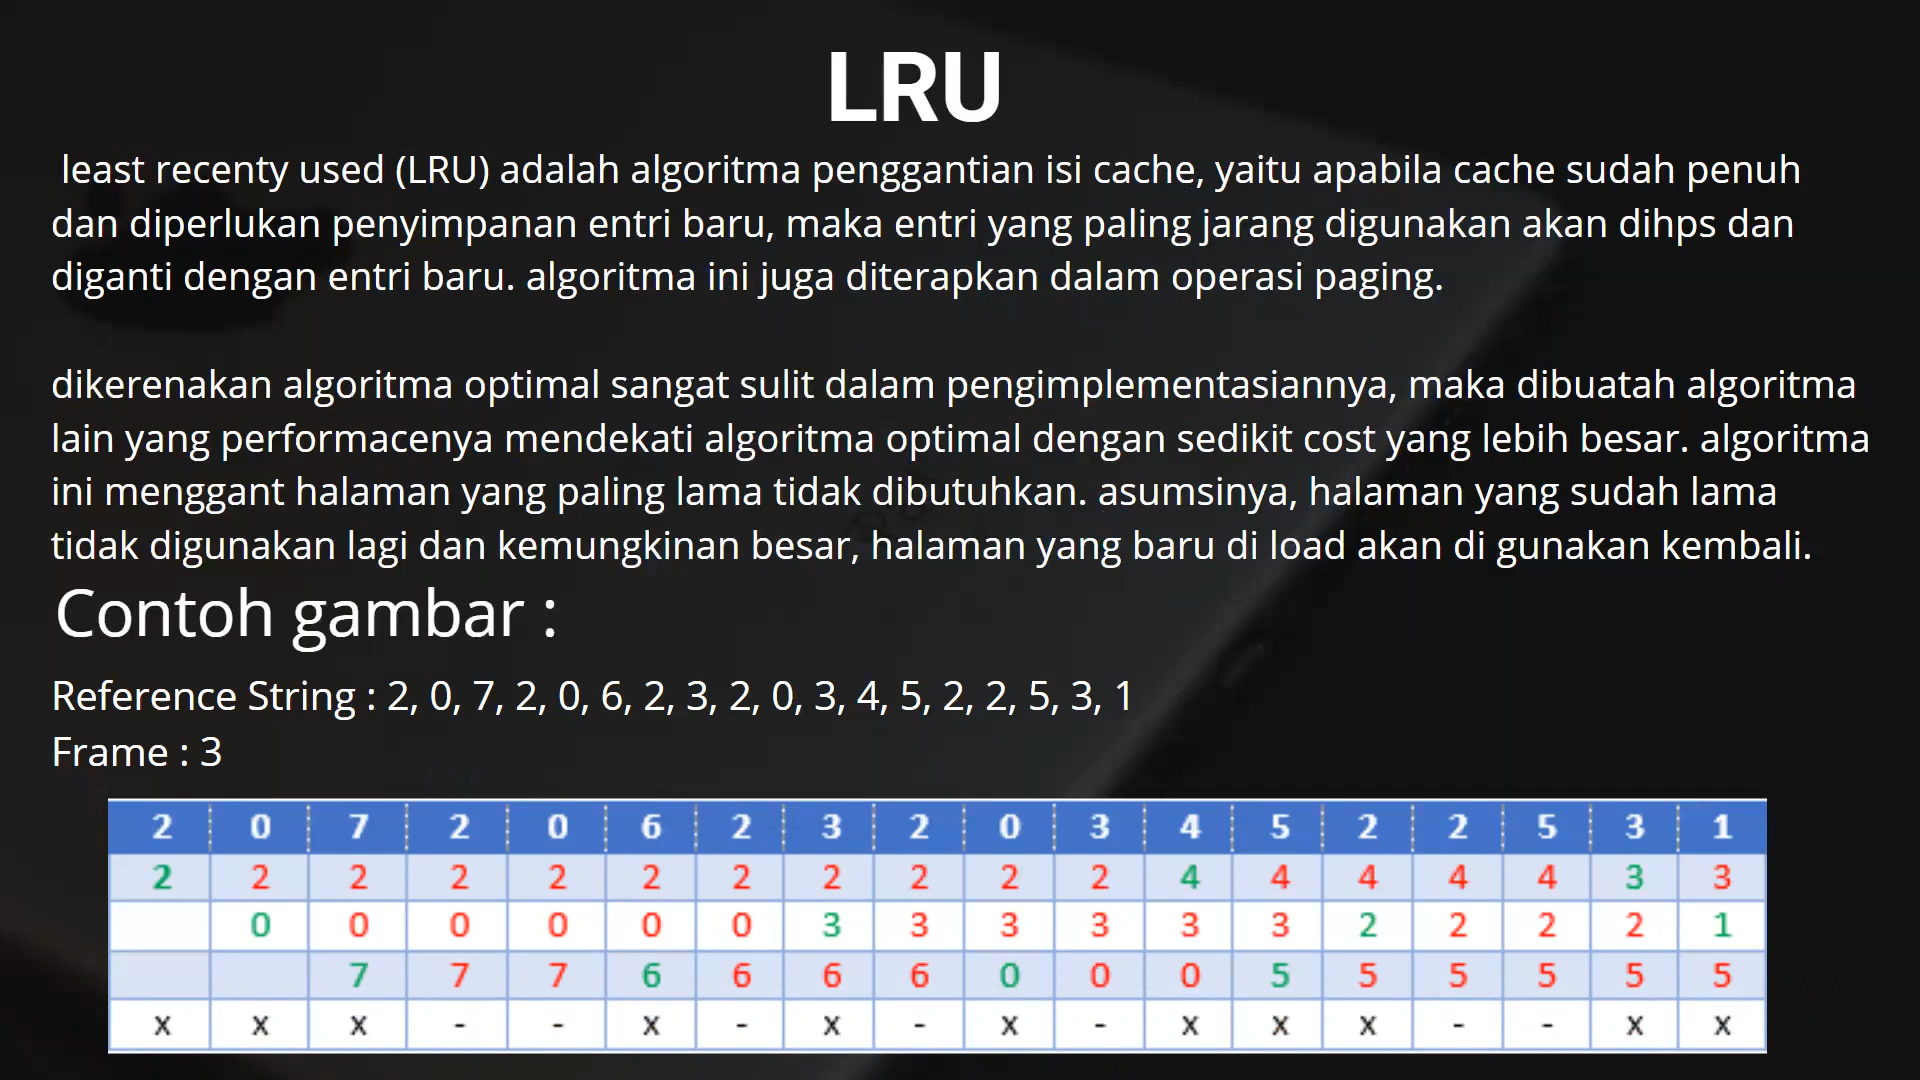 LRU
least recenty used (LRU) adalah algoritma penggantian isi cache, yaitu apabila cache sudah penuh
dan diperlukan penyimpanan entri baru, maka entri yang paling jarang digunakan akan dihps dan
diganti dengan entri baru. algoritma ini juga diterapkan dalam operasi paging.
dikerenakan algoritma optimal sangat sulit dalam pengimplementasiannya, maka dibuatah algoritma
lain yang performacenya mendekati algoritma optimal dengan sedikit cost yang lebih besar. algoritma
ini menggant halaman yang paling lama tidak dibutuhkan. asumsinya, halaman yang sudah lama
tidak digunakan lagi dan kemungkinan besar, halaman yang baru di load akan di gunakan kembali.
Contoh gambar :
Reference String : 2, 0, 7, 2, 0, 6, 2, 3, 2, 0, 3, 4, 5, 2, 2, 5, 3, 1
Frame : 3
2 0 7 2 0 6 2 3 2 0 3 4 5 2 2 5 3 1
2 2 2 2 2 2 2 2 2 2 2 4 4 4 4 4 3 3
0 0 0 0 0 0 3 3 3 3 3 3 2 2 2 2 1
7 7 7 6 6 6 6 0 0 0 5 5 5 5 5 5
x x x - - x - x - x - x x x - - x x